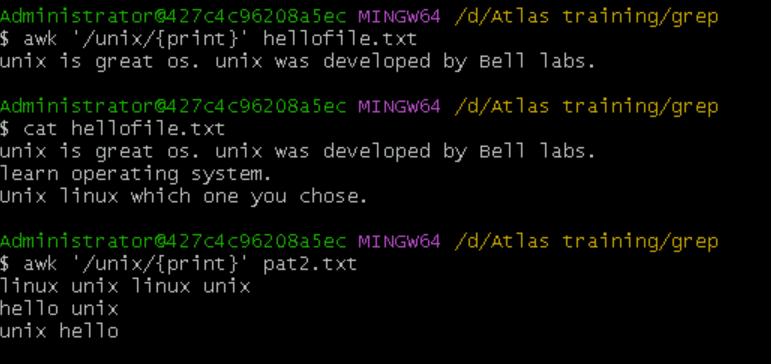 Administrator@427c4c96208a5ec MINGW64 /d/Atlas training/grep
$ awk '/unix/{print}' hellofile.txt
unix is great os. unix was developed by Bell labs.
Administrator@427c4c96208a5ec MINGW64 /d/Atlas training/grep
$ cat hellofile.txt
unix is great os. unix was developed by Bell labs.
learn operating system.
Unix linux which one you chose.
Administrator@427c4c96208a5ec MINGW64 /d/Atlas training/grep
$ awk '/unix/{print}' pat2.txt
linux unix linux unix
hello unix
unix hello